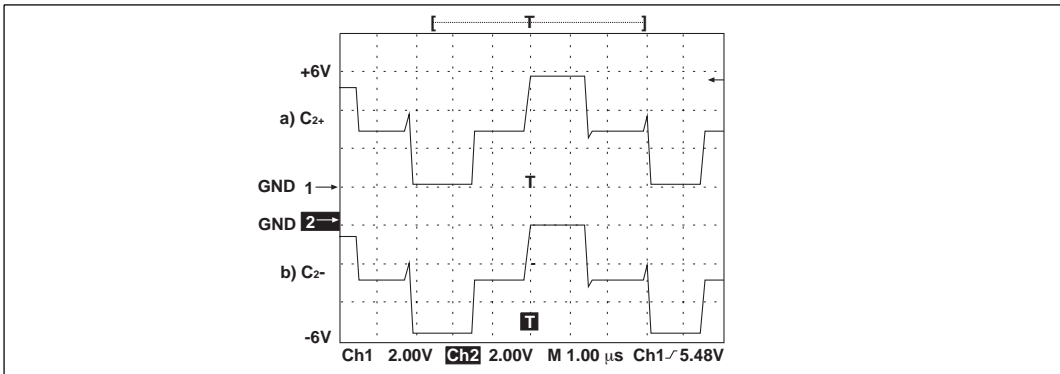 [ T ]
+6V
a) C2+
GND 1
T
GND 2
b) C2-
T
-6V
Ch1 2.00V Ch2 2.00V M 1.00 μs Ch1 5.48V